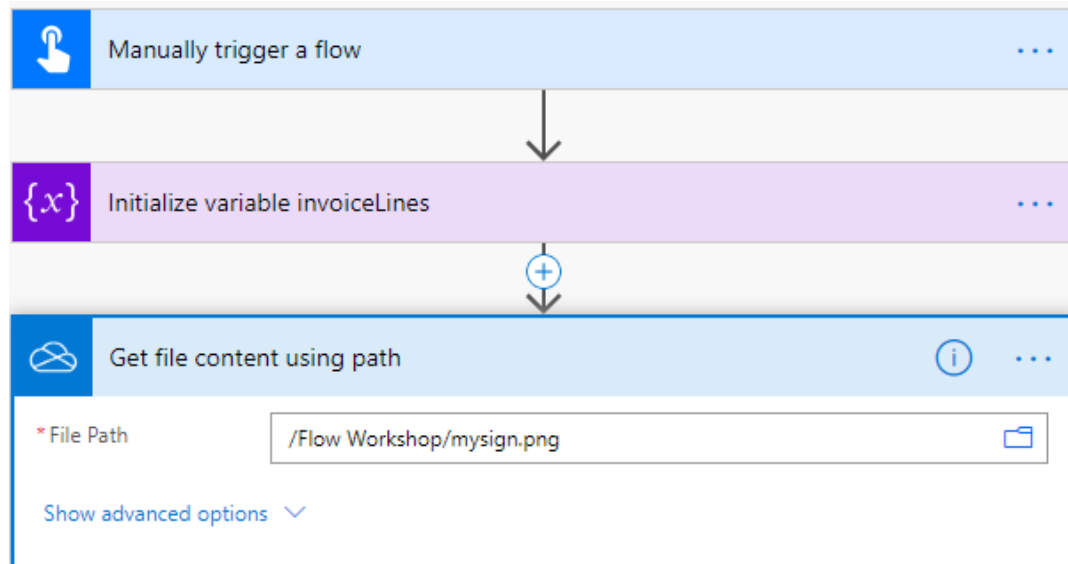 Manually trigger a flow
{x} Initialize variable invoiceLines
Get file content using path
* File Path /Flow Workshop/mysign.png
Show advanced options